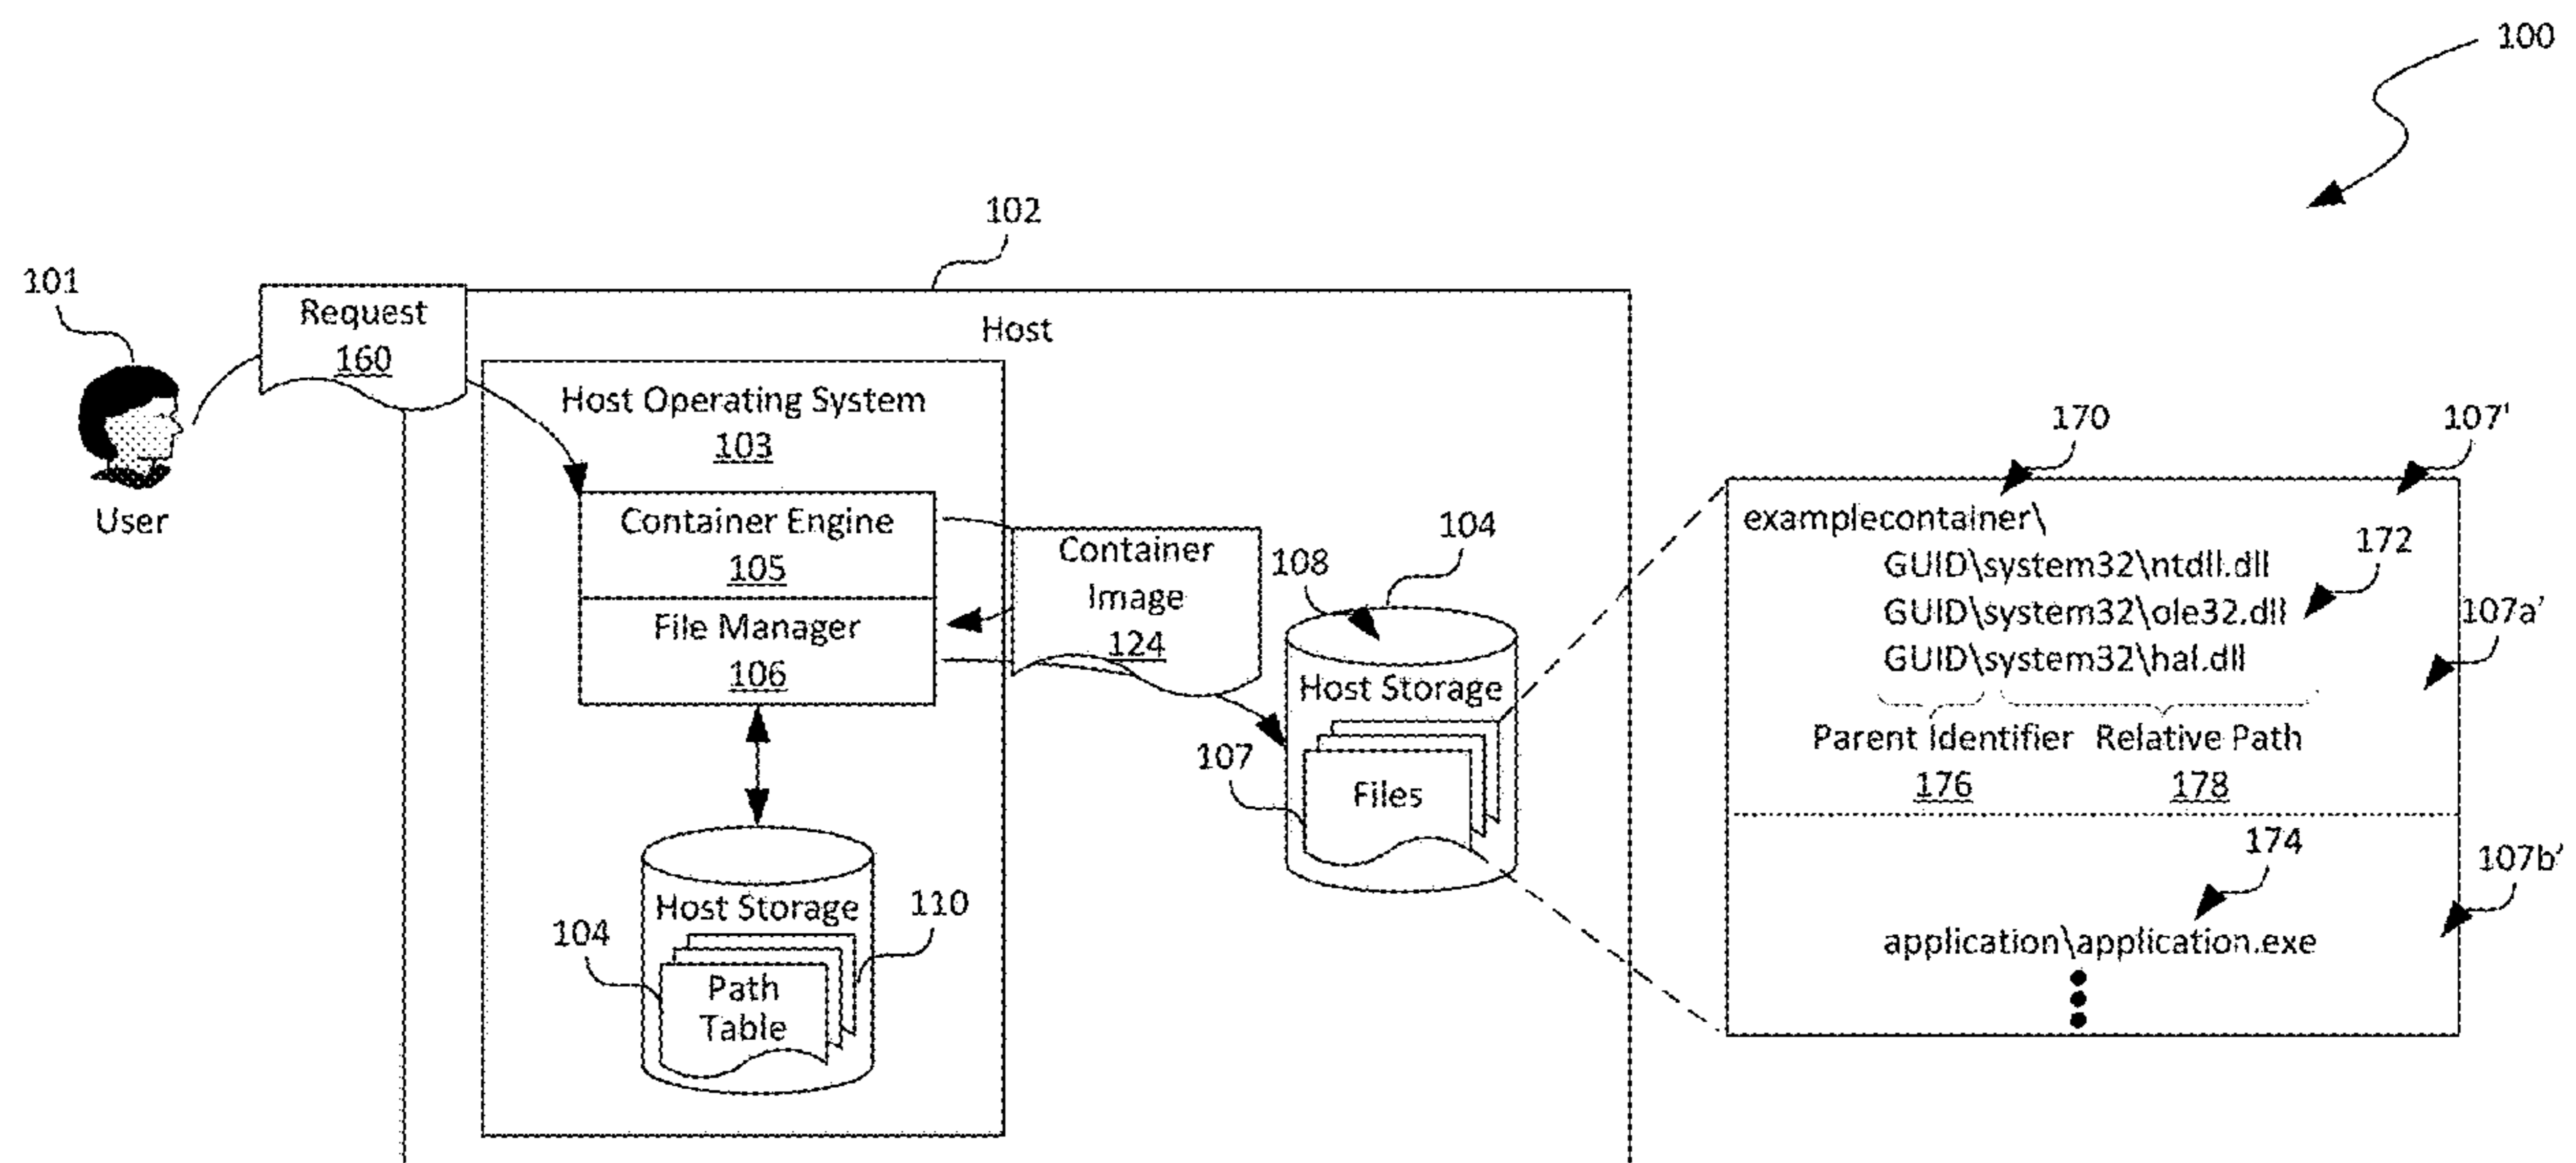 100
102
101
Request
160
Host
User
Host Operating System
103
Container Engine
105
File Manager
106
Container
Image
124
108
104
Host Storage
107
Files
Host Storage
104
110
Path
Table
170
107'
examplecontainer\
172
GUID\system32\ntdll.dll
GUID\system32\ole32.dll
GUID\system32\hal.dll
107a'
Parent Identifier Relative Path
176 178
174
107b'
application\application.exe